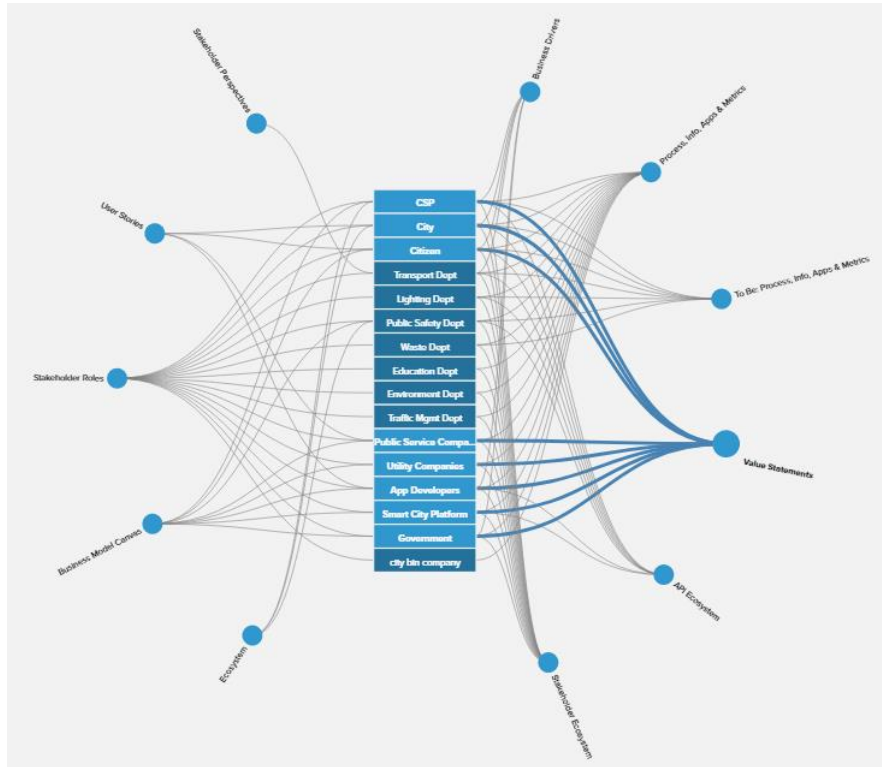 Stakeholder Perspectives
Business Drivers
Process, Info, Apps & Metrics
User Stories
To Be: Process, Info, Apps & Metrics
Stakeholder Roles
CSP
City
Citizen
Transport Dept
Lighting Dept
Public Safety Dept
Waste Dept
Education Dept
Environment Dept
Traffic Mgmt Dept
Public Service Compa...
Utility Companies
App Developers
Smart City Platform
Government
city bin company
Value Statements
Business Model Canvas
API Ecosystem
Ecosystem
Stakeholder Ecosystem